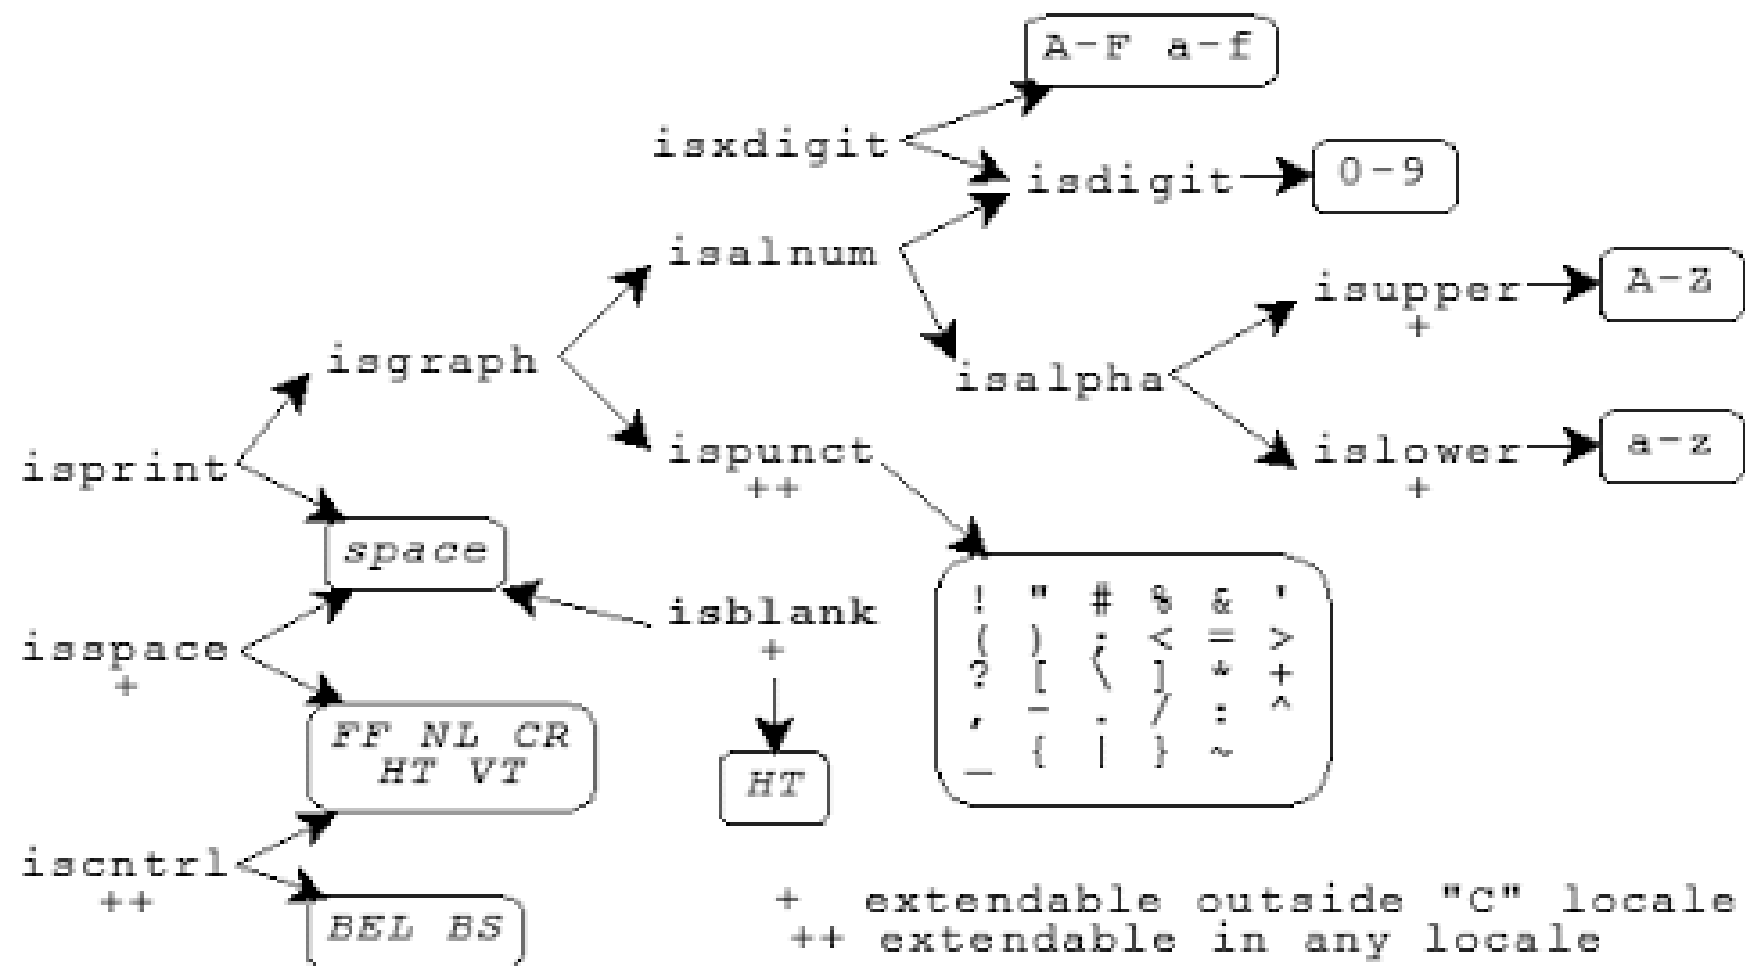 A-F a-f
isxdigit
isdigit
0-9
isalnum
isupper
+
A-Z
isgraph
isalpha
isprint
ispunct
++
islower
+
a-z
space
isblank
+
isspace
+
! " # % & '
( ) ; < = >
? [ \ ] * +
, - . / : ^
_ { | } ~
FF NL CR
HT VT
HT
iscntrl
++
BEL BS
+ extendable outside "C" locale
++ extendable in any locale